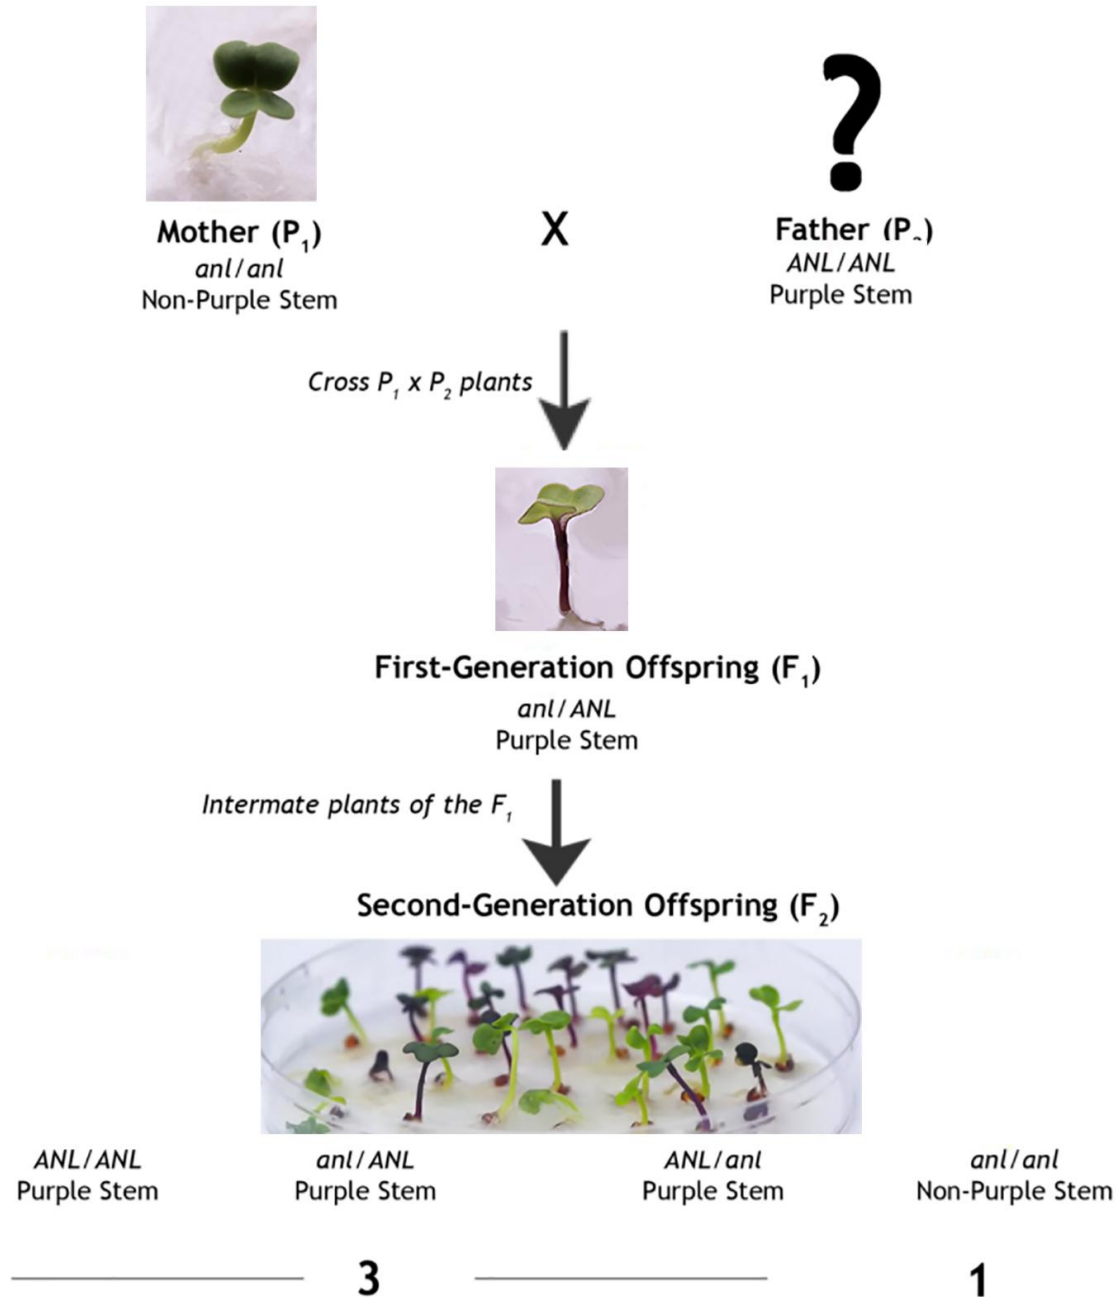 ?
Mother (P₁)
X
Father (P₂)
anl/anl
ANL/ANL
Non-Purple Stem
Purple Stem
Cross P₁ x P₂ plants
First-Generation Offspring (F₁)
anl/ANL
Purple Stem
Intermate plants of the F₁
Second-Generation Offspring (F₂)
ANL/ANL
anl/ANL
ANL/anl
anl/anl
Purple Stem
Purple Stem
Purple Stem
Non-Purple Stem
3
1